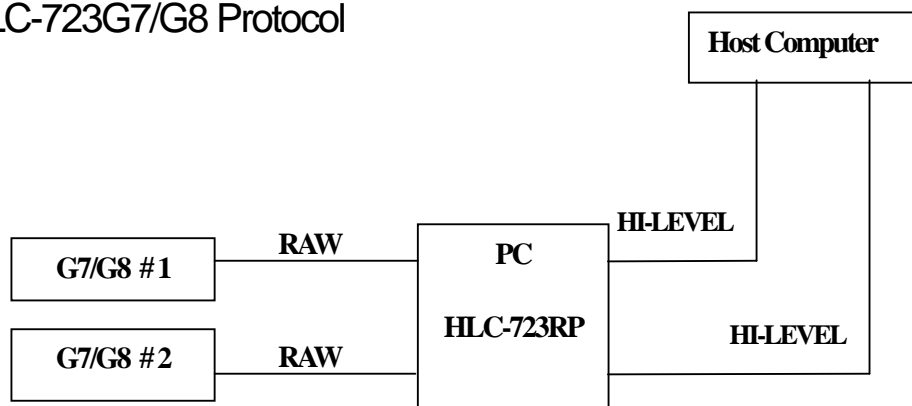 LC-723G7/G8 Protocol
Host Computer
HI-LEVEL
RAW
PC
G7/G8 #1
HLC-723RP
HI-LEVEL
G7/G8 #2
RAW